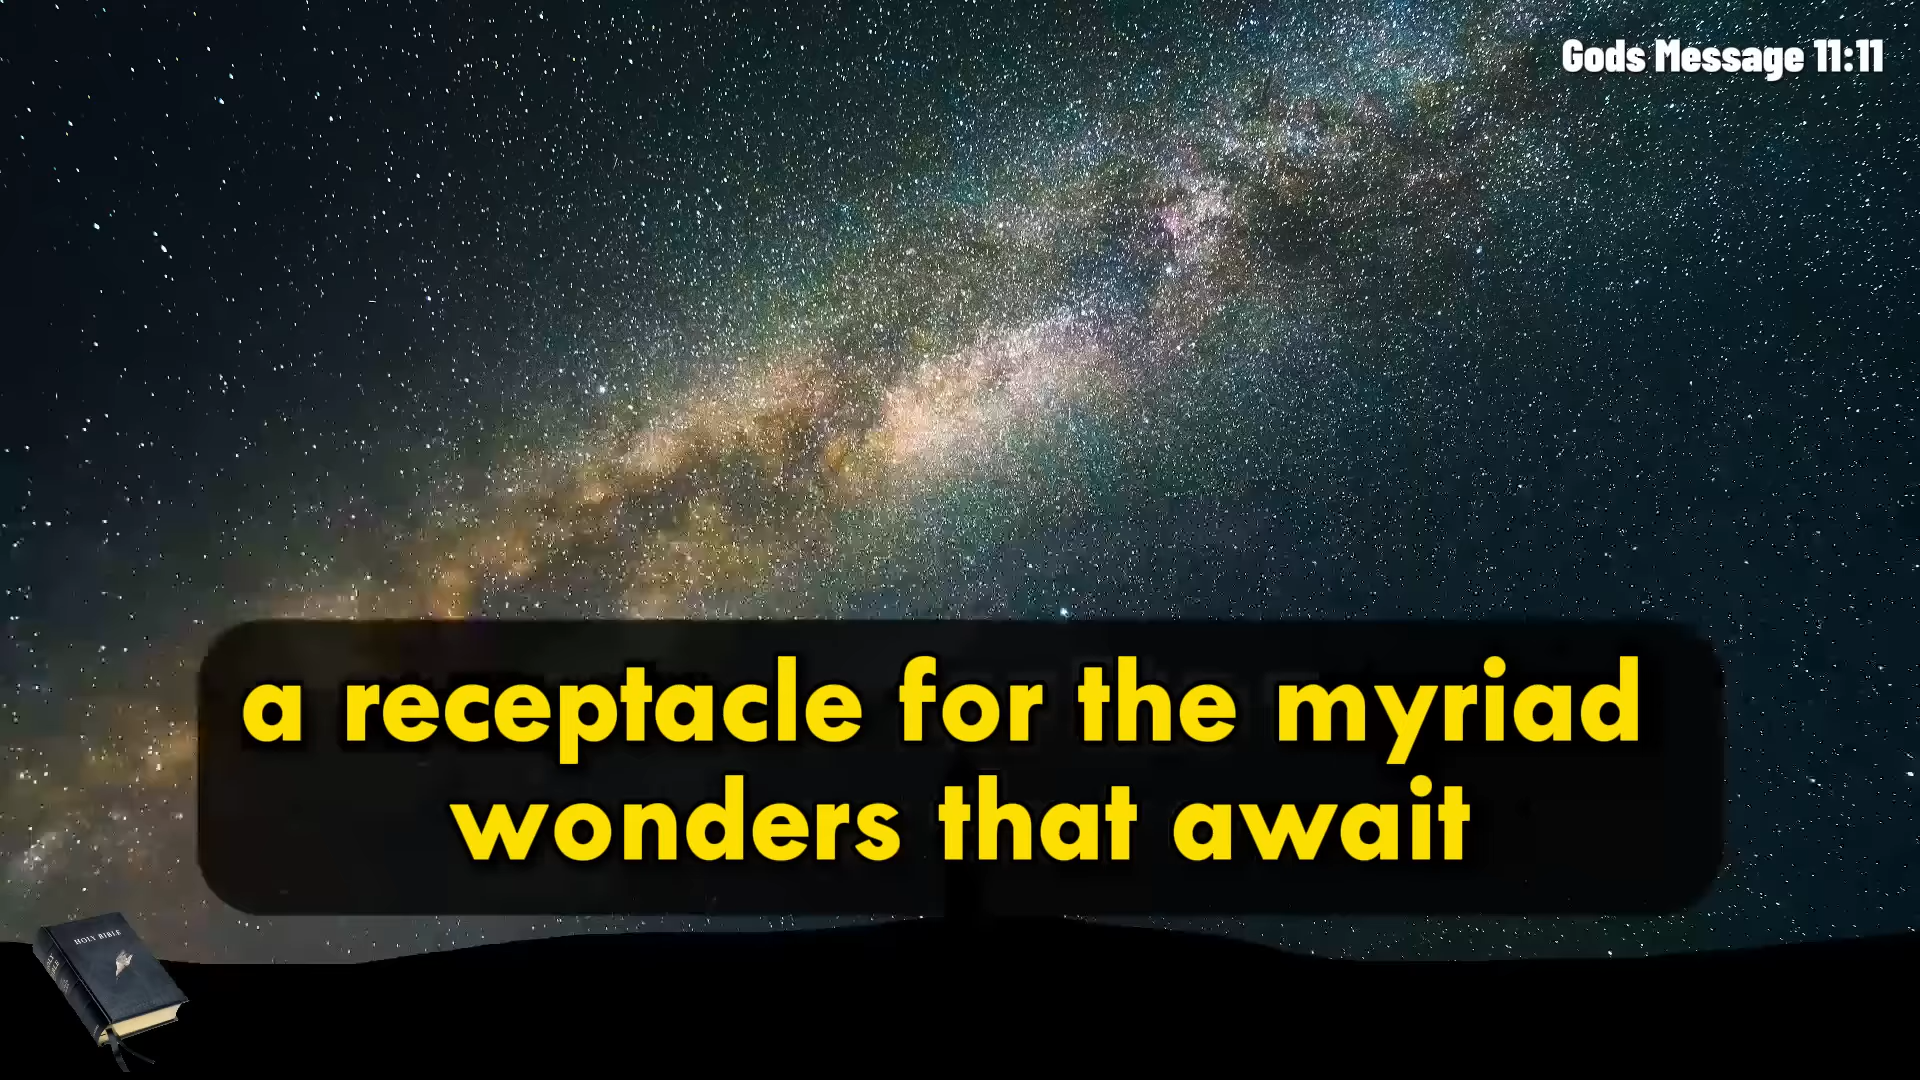 Gods Message 11:11
a receptacle for the myriad
wonders that await
HOLY BIBLE